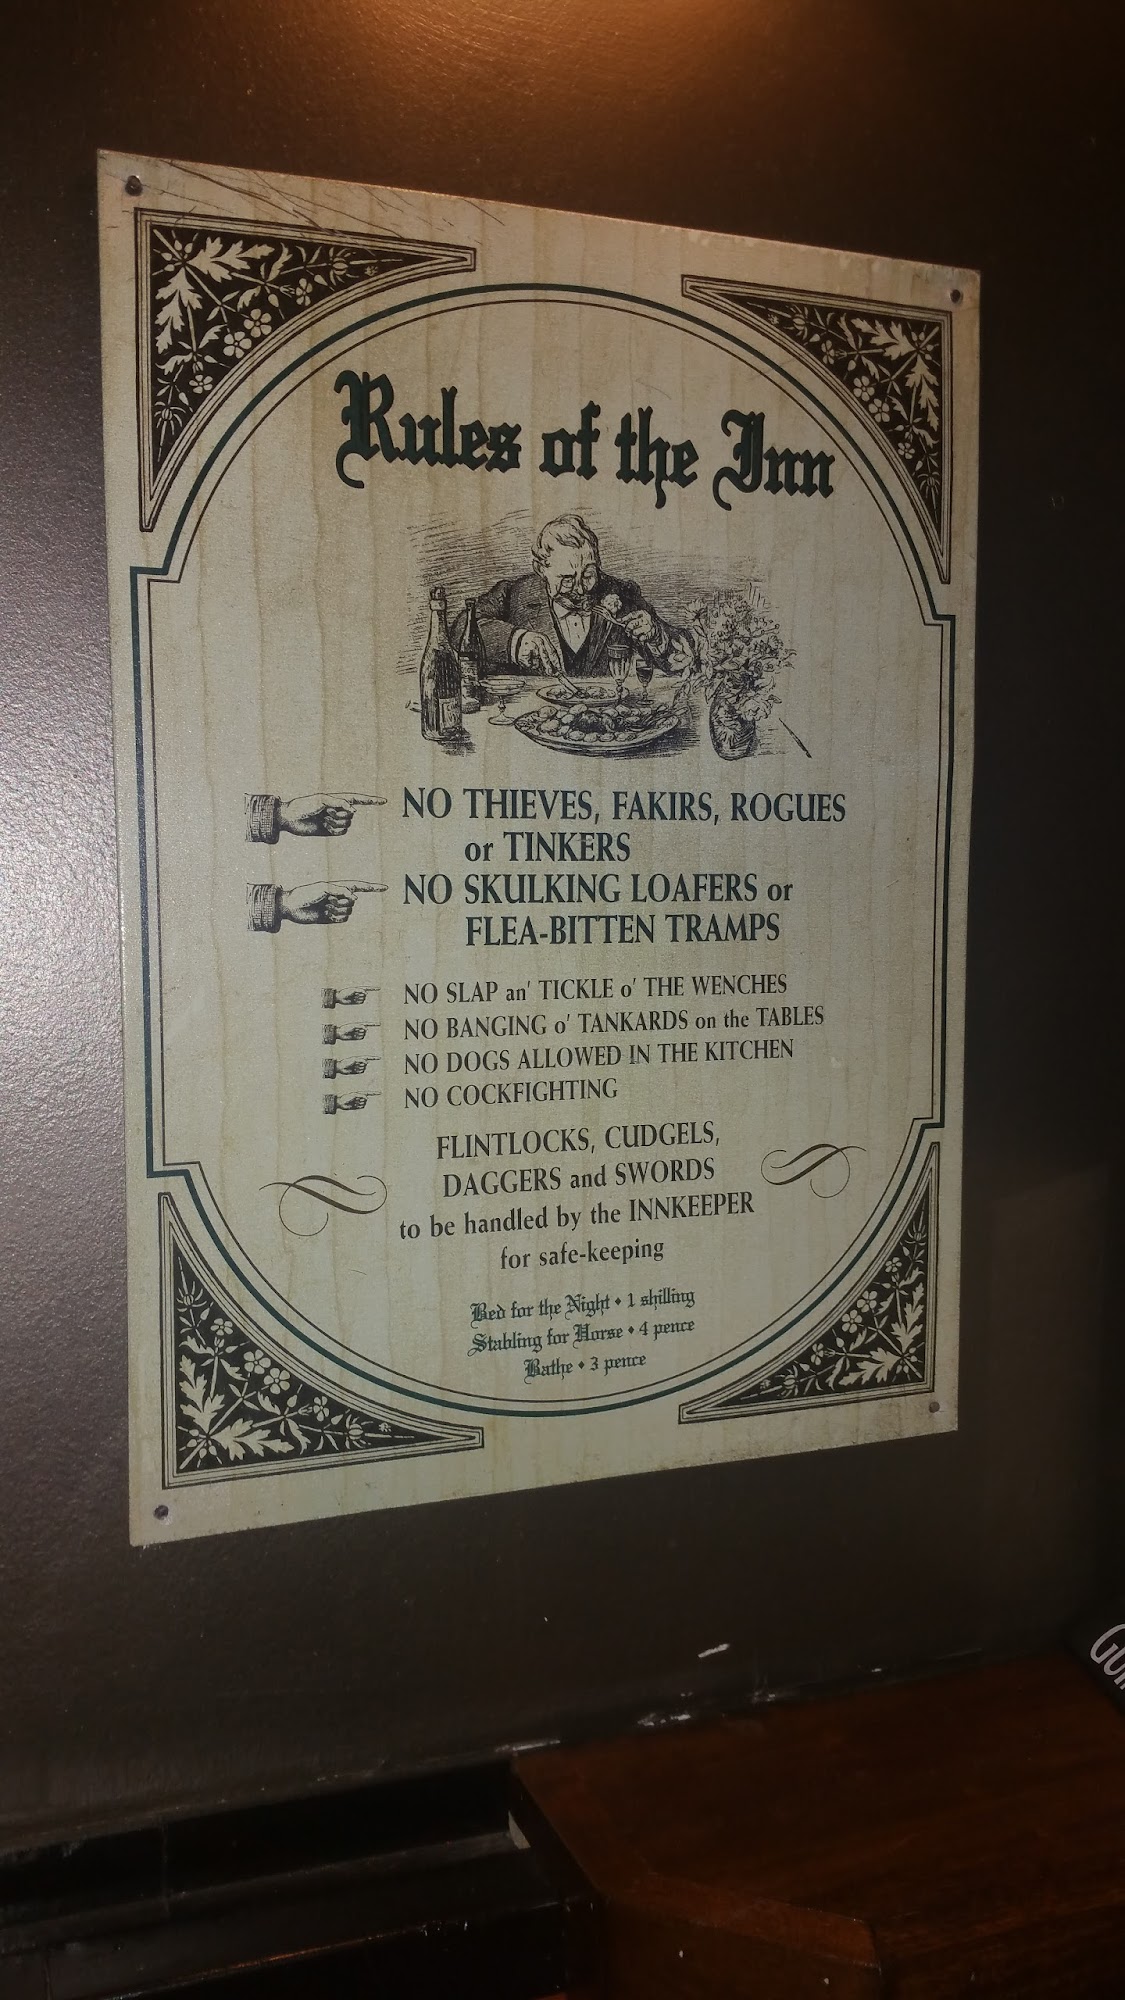 Rules of the Inn
NO THIEVES, FAKIRS, ROGUES
or TINKERS
NO SKULKING LOAFERS or
FLEA-BITTEN TRAMPS
NO SLAP an' TICKLE o' THE WENCHES
NO BANGING o' TANKARDS on the TABLES
NO DOGS ALLOWED IN THE KITCHEN
NO COCKFIGHTING
FLINTLOCKS, CUDGELS,
DAGGERS and SWORDS
to be handled by the INNKEEPER
for safe-keeping
Bed for the Night ♦ 1 shilling
Stabling for Horse ♦ 4 pence
Bathe ♦ 3 pence